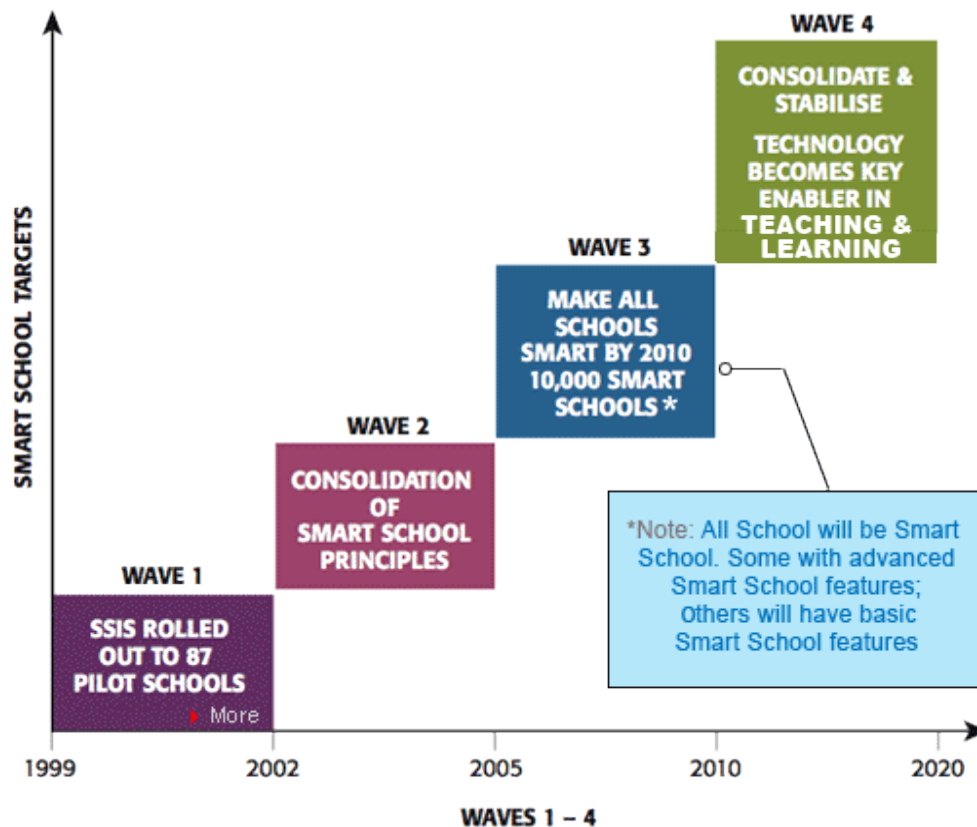 WAVE 4
CONSOLIDATE &
STABILISE
TECHNOLOGY
BECOMES KEY
ENABLER IN
TEACHING &
LEARNING
WAVE 3
MAKE ALL
SCHOOLS
SMART BY 2010
10,000 SMART
SCHOOLS *
WAVE 2
CONSOLIDATION
OF
SMART SCHOOL
PRINCIPLES
*Note: All School will be Smart
School. Some with advanced
Smart School features;
Others will have basic
Smart School features
WAVE 1
SSIS ROLLED
OUT TO 87
PILOT SCHOOLS
More
SMART SCHOOL TARGETS
1999 2002 2005 2010 2020
WAVES 1 – 4